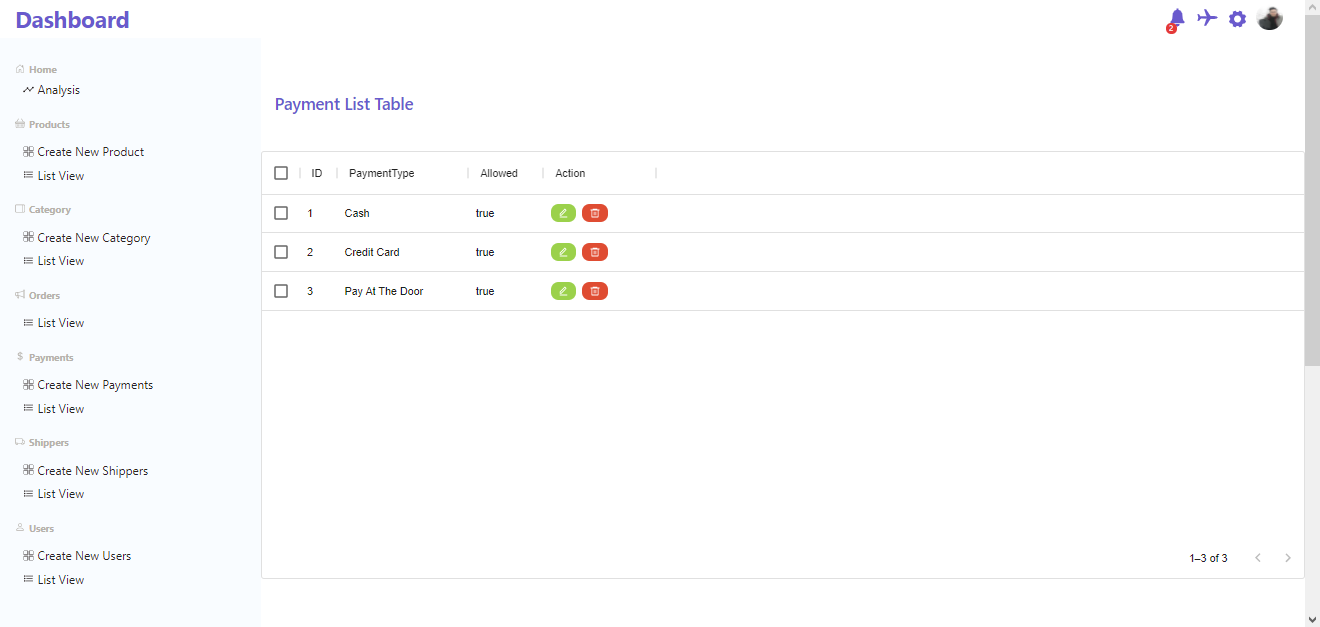 Dashboard
2
Home
Analysis
Products
Create New Product
List View
Category
Create New Category
List View
Orders
List View
$ Payments
Create New Payments
List View
Shippers
Create New Shippers
List View
Users
Create New Users
List View
Payment List Table
ID PaymentType Allowed Action
1 Cash true
2 Credit Card true
3 Pay At The Door true
1–3 of 3